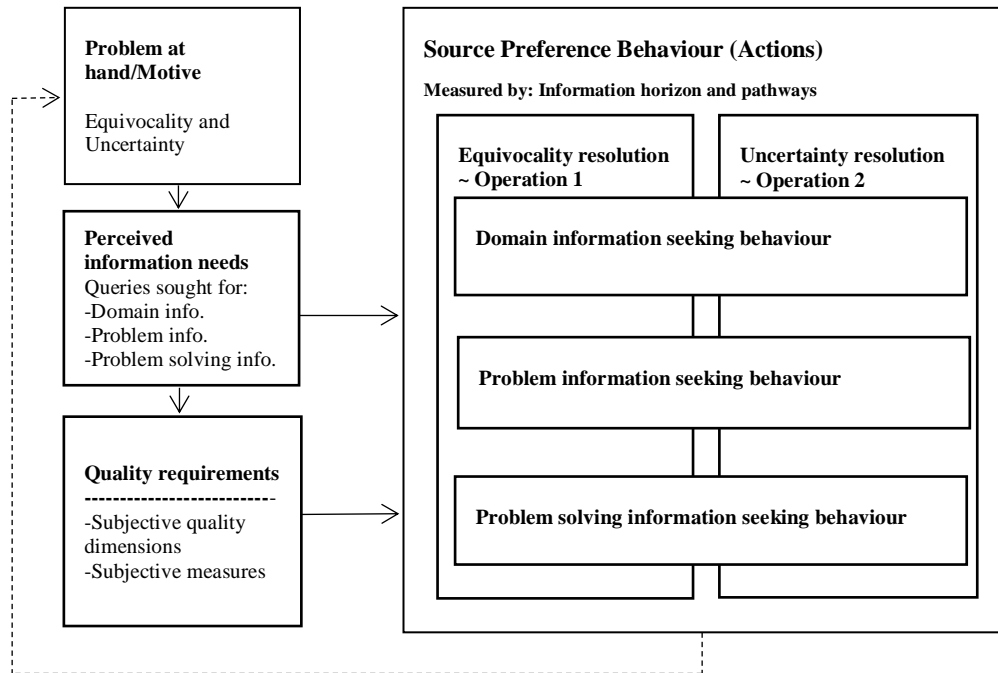 Problem at
hand/Motive
Equivocality and
Uncertainty
Perceived
information needs
Queries sought for:
-Domain info.
-Problem info.
-Problem solving info.
Quality requirements
-Subjective quality
dimensions
-Subjective measures
Source Preference Behaviour (Actions)
Measured by: Information horizon and pathways
Equivocality resolution
~ Operation 1
Uncertainty resolution
~ Operation 2
Domain information seeking behaviour
Problem information seeking behaviour
Problem solving information seeking behaviour